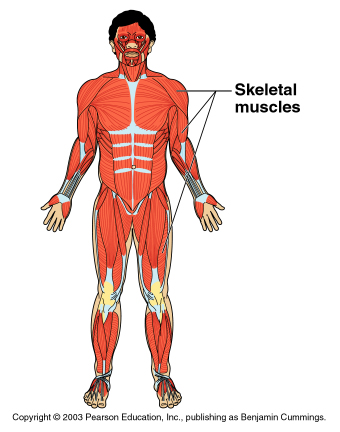 Skeletal
muscles
Copyright © 2003 Pearson Education, Inc., publishing as Benjamin Cummings.